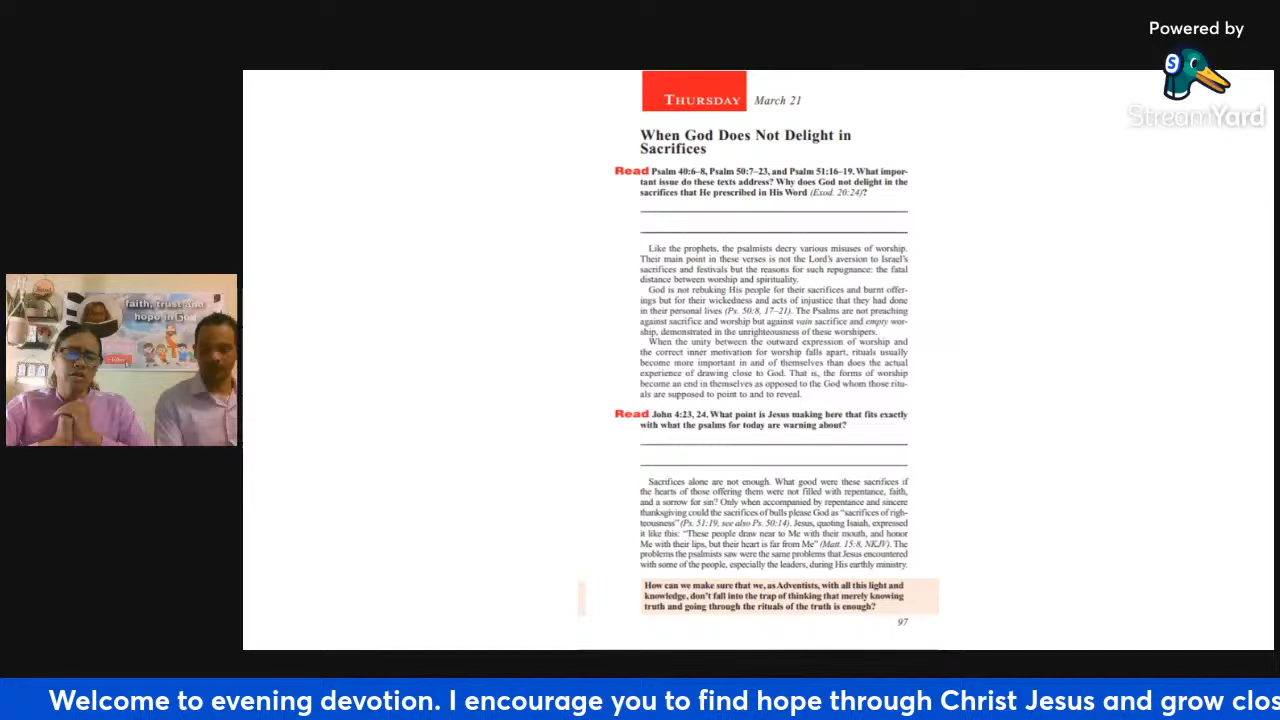 Powered by
StreamYard
THURSDAY March 21
When God Does Not Delight in
Sacrifices
Read Psalm 40:6–8, Psalm 50:7–23, and Psalm 51:16–19. What impor-
tant issue do these texts address? Why does God not delight in the
sacrifices that He prescribed in His Word (Exod. 20:24)?
Like the prophets, the psalmists decry various misuses of worship.
Their main point in these verses is not the Lord's aversion to Israel's
sacrifices and festivals but the reasons for such repugnance: the fatal
distance between worship and spirituality.
God is not rebuking His people for their sacrifices and burnt offer-
ings but for their wickedness and acts of injustice that they had done
in their personal lives (Ps. 50:8, 17–21). The Psalms are not preaching
against sacrifice and worship but against vain sacrifice and empty wor-
ship, demonstrated in the unrighteousness of these worshipers.
When the unity between the outward expression of worship and
the correct inner motivation for worship falls apart, rituals usually
become more important in and of themselves than does the actual
experience of drawing close to God. That is, the forms of worship
become an end in themselves as opposed to the God whom those ritu-
als are supposed to point to and to reveal.
Read John 4:23, 24. What point is Jesus making here that fits exactly
with what the psalms for today are warning about?
Sacrifices alone are not enough. What good were these sacrifices if
the hearts of those offering them were not filled with repentance, faith,
and a sorrow for sin? Only when accompanied by repentance and sincere
thanksgiving could the sacrifices of bulls please God as "sacrifices of righ-
teousness" (Ps. 51:19, see also Ps. 50:14). Jesus, quoting Isaiah, expressed
it like this: "These people draw near to Me with their mouth, and honor
Me with their lips, but their heart is far from Me" (Matt. 15:8, NKJV). The
problems the psalmists saw were the same problems that Jesus encountered
with some of the people, especially the leaders, during His earthly ministry.
How can we make sure that we, as Adventists, with all this light and
knowledge, don't fall into the trap of thinking that merely knowing
truth and going through the rituals of the truth is enough?
97
faith, trust and
hope in God
Welcome to evening devotion. I encourage you to find hope through Christ Jesus and grow clos